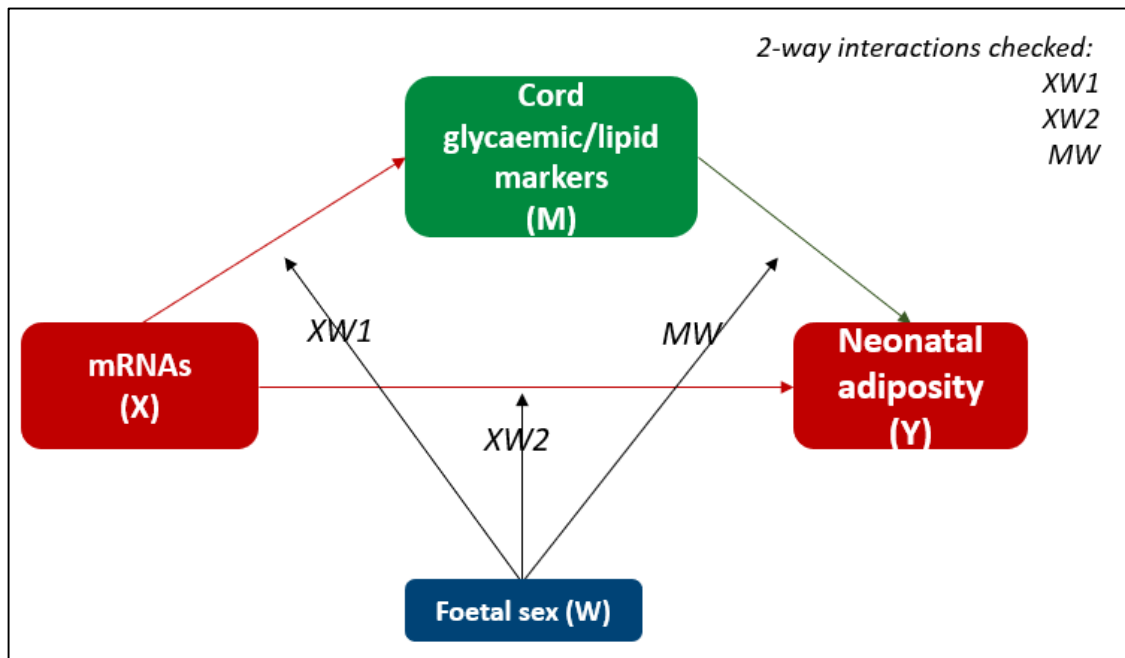 2-way interactions checked:
XW1
XW2
MW
Cord
glycaemic/lipid
markers
(M)
XW1
MW
mRNAs
(X)
Neonatal
adiposity
(Y)
XW2
Foetal sex (W)